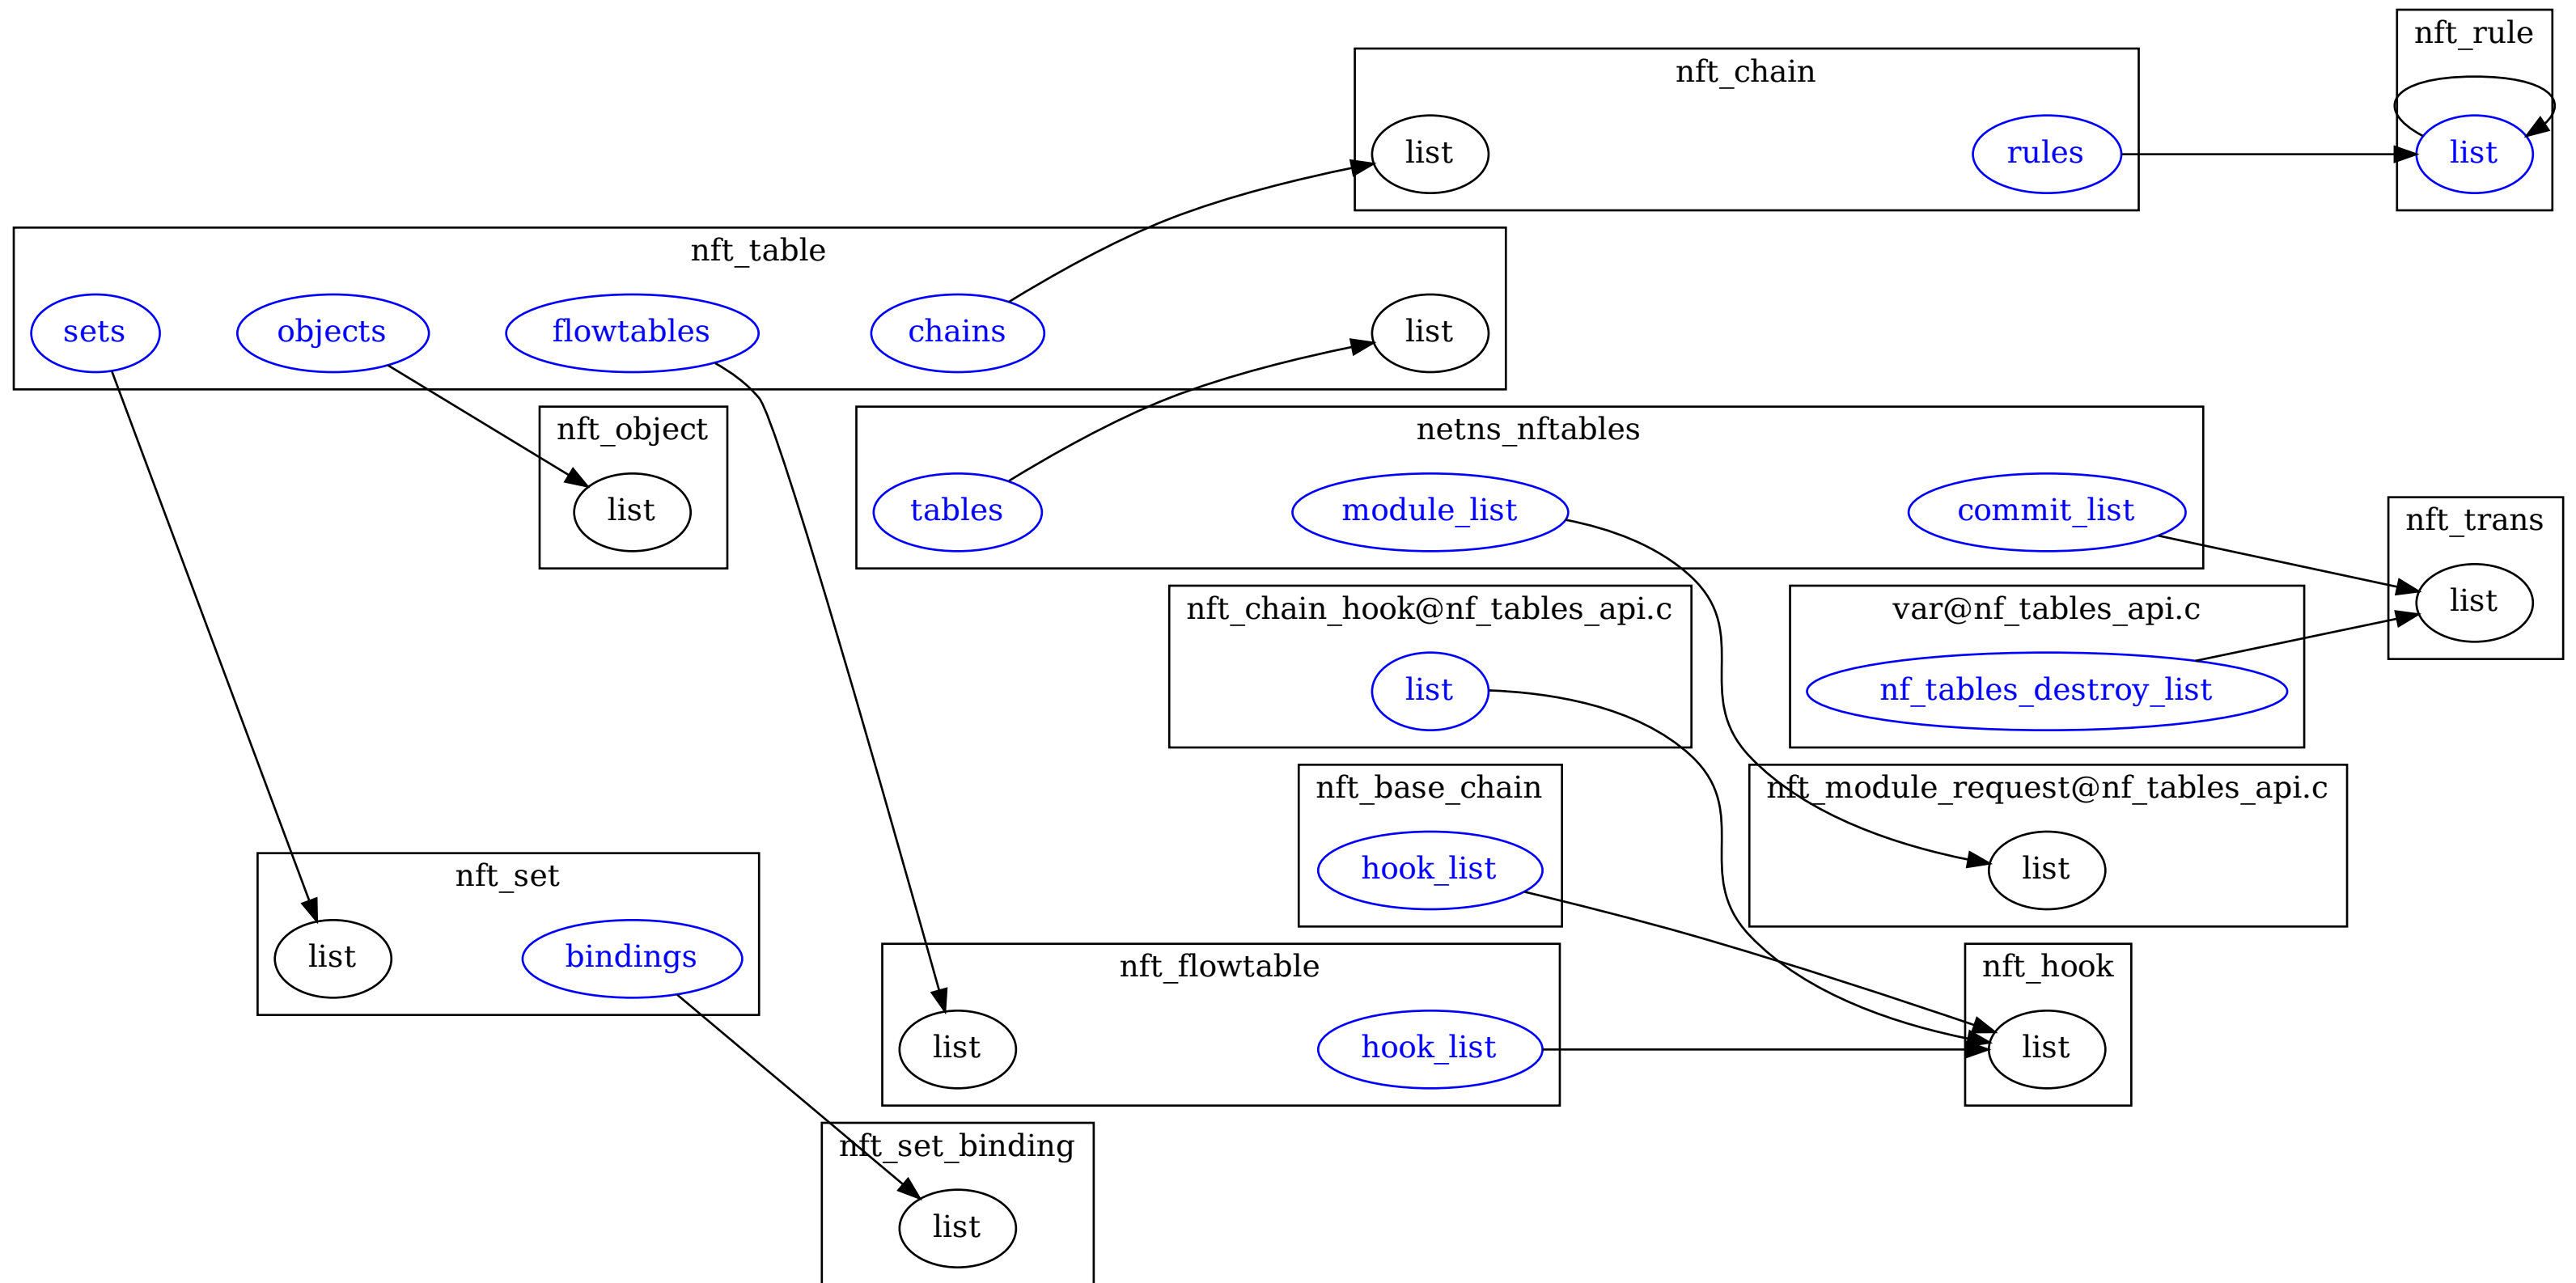 nft_rule
nft_chain
list
rules
list
nft_table
sets
objects
flowtables
chains
list
nft_object
list
netns_nftables
tables
module_list
commit_list
nft_trans
list
nft_chain_hook@nf_tables_api.c
list
var@nf_tables_api.c
nf_tables_destroy_list
nft_base_chain
hook_list
nft_module_request@nf_tables_api.c
list
nft_set
list
bindings
nft_flowtable
list
hook_list
nft_hook
list
nft_set_binding
list